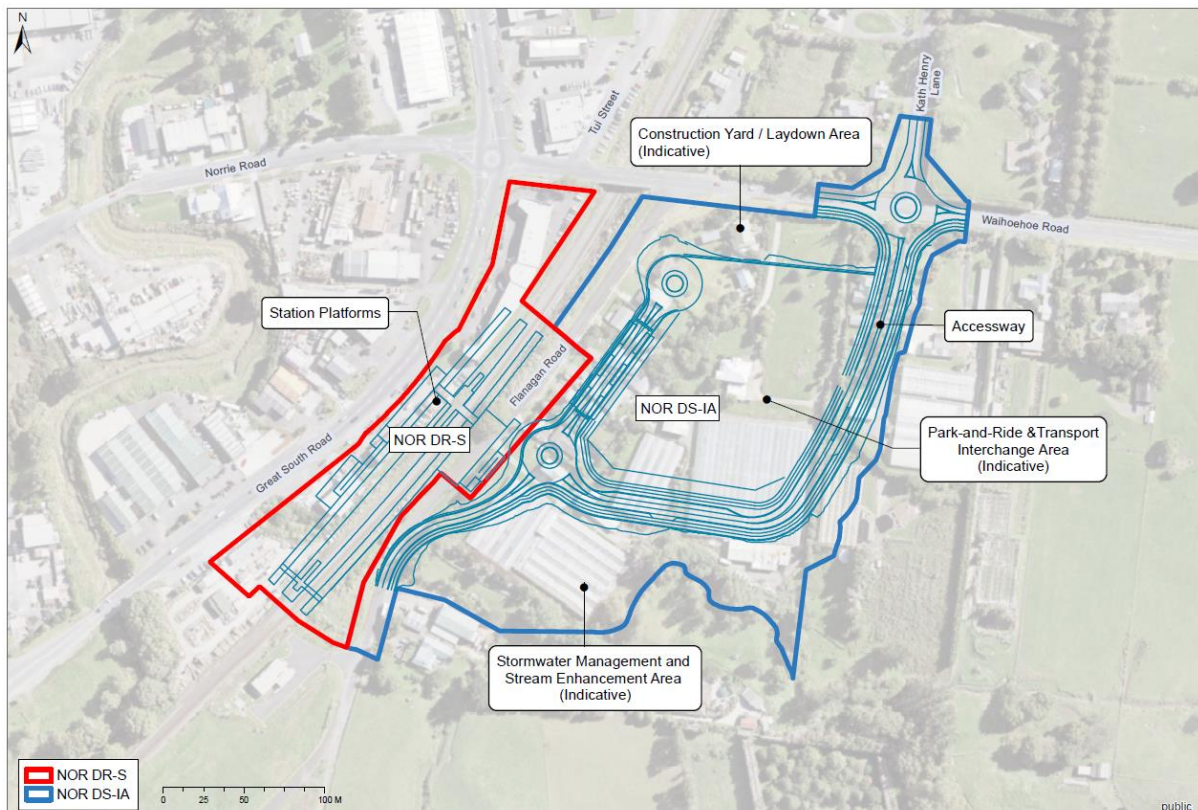 N
Kath Henry
Lane
Tui Street
Construction Yard / Laydown Area
(Indicative)
Norrie Road
Waihoehoe Road
Station Platforms
Accessway
Flanagan Road
NOR DS-IA
NOR DR-S
Park-and-Ride &Transport
Interchange Area
(Indicative)
Great South Road
Stormwater Management and
Stream Enhancement Area
(Indicative)
NOR DR-S
NOR DS-IA
0 25 50 100 M
public